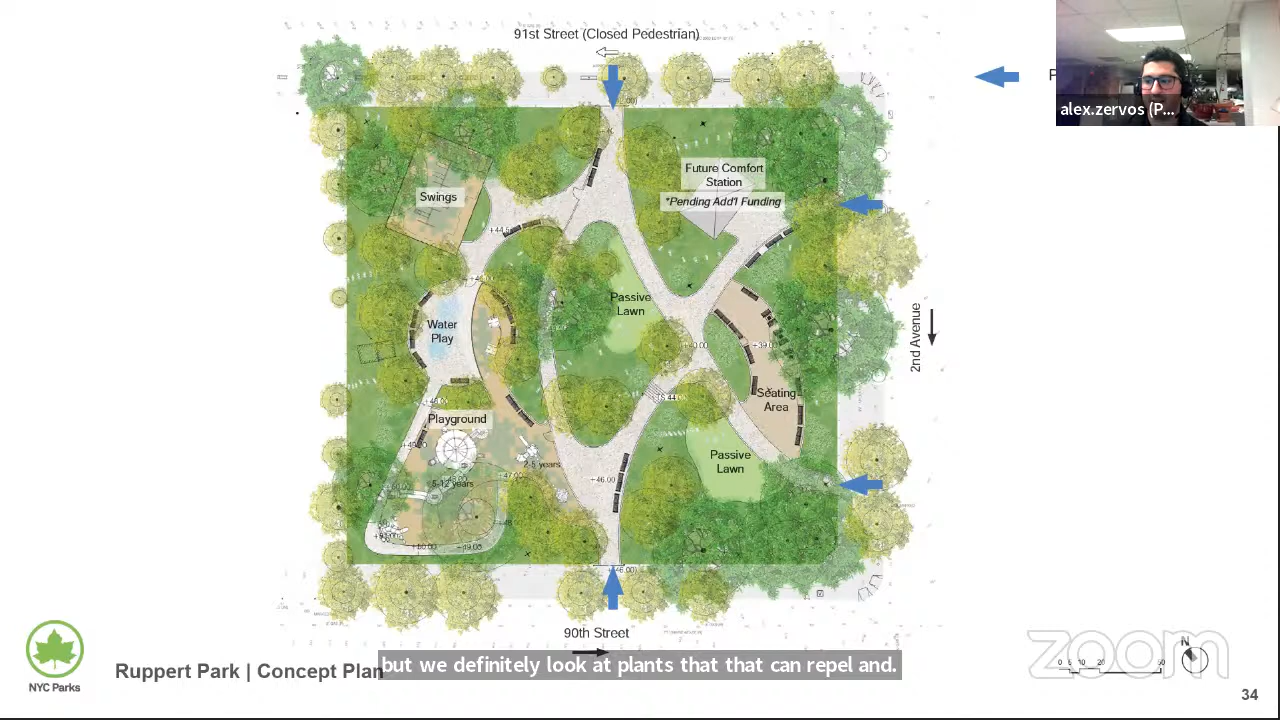 91st Street (Closed Pedestrian)
alex.zervos (P...
Future Comfort
Station
*Pending Add'l Funding
Swings
Passive
Lawn
Water
Play
2nd Avenue
Seating
Area
Playground
2-5 years
5-12 years
+46.00
Passive
Lawn
90th Street
but we definitely look at plants that that can repel and.
Ruppert Park | Concept Plan
NYC Parks
zoom
N
34